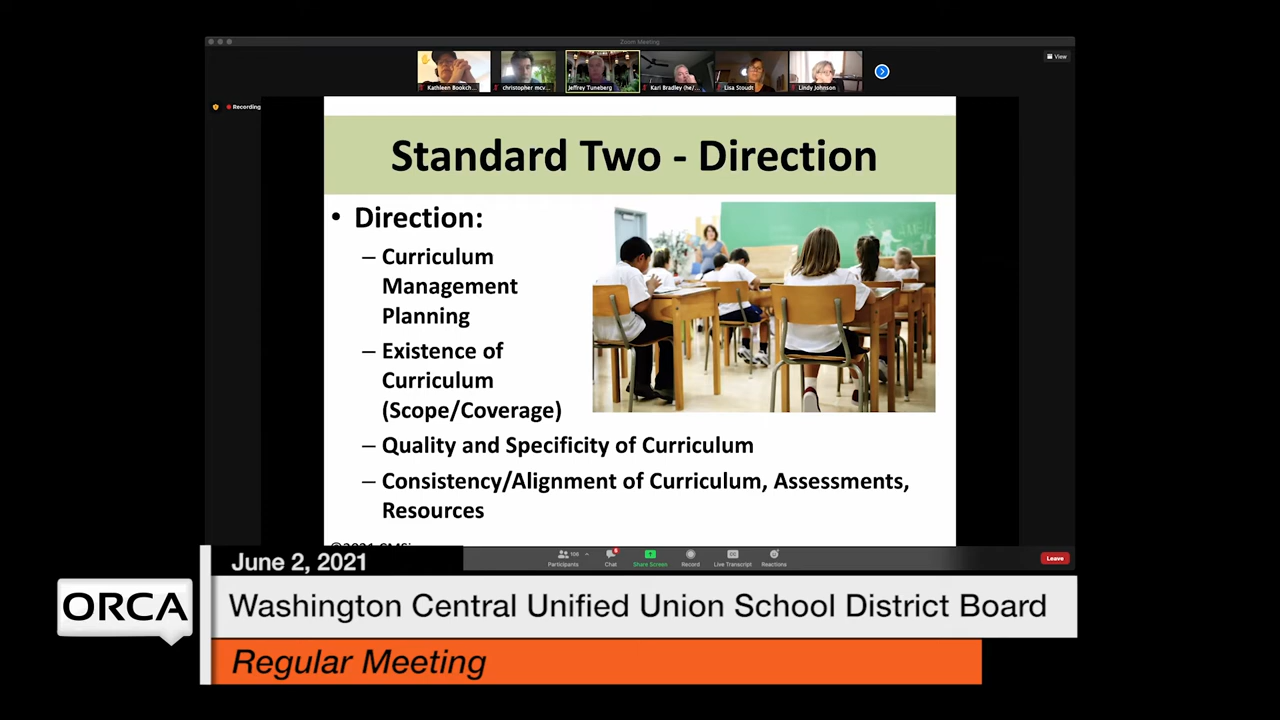 Zoom Meeting
View
Kathleen Bookch...
christopher mcv...
Jeffrey Tuneberg
Kari Bradley (he/...
Lisa Stoudt
Lindy Johnson
Recording
Standard Two - Direction
• Direction:
– Curriculum
Management
Planning
– Existence of
Curriculum
(Scope/Coverage)
– Quality and Specificity of Curriculum
– Consistency/Alignment of Curriculum, Assessments,
Resources
108
Participants
Chat
Share Screen
Record
Live Transcript
Reactions
Leave
June 2, 2021
ORCA
Washington Central Unified Union School District Board
Regular Meeting